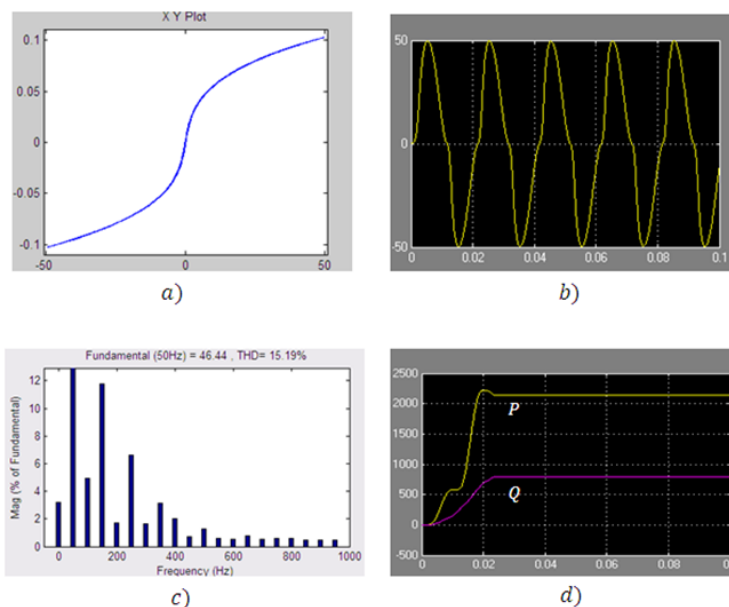 X Y Plot
0.1
0.05
0
-0.05
-0.1
-50 0 50
a)
50
0
-50
0 0.02 0.04 0.06 0.08 0.1
b)
Fundamental (50Hz) = 46.44 , THD= 15.19%
Mag (% of Fundamental)
12
10
8
6
4
2
0
0 200 400 600 800 1000
Frequency (Hz)
c)
2500
2000
1500
1000
500
0
-500
P
Q
0 0.02 0.04 0.06 0.08
d)